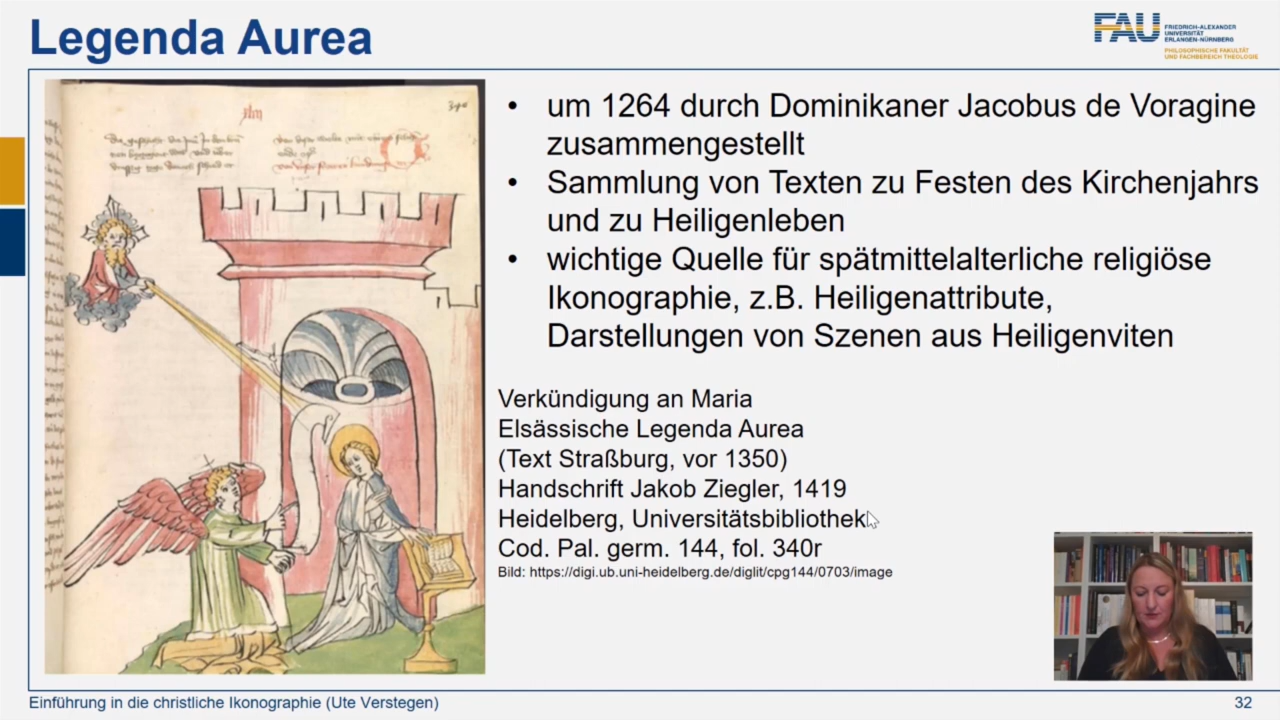 Legenda Aurea
FAU
FRIEDRICH-ALEXANDER
UNIVERSITÄT
ERLANGEN-NÜRNBERG
PHILOSOPHISCHE FAKULTÄT
UND FACHBEREICH THEOLOGIE
• um 1264 durch Dominikaner Jacobus de Voragine
zusammengestellt
• Sammlung von Texten zu Festen des Kirchenjahrs
und zu Heiligenleben
• wichtige Quelle für spätmittelalterliche religiöse
Ikonographie, z.B. Heiligenattribute,
Darstellungen von Szenen aus Heiligenviten
Verkündigung an Maria
Elsässische Legenda Aurea
(Text Straßburg, vor 1350)
Handschrift Jakob Ziegler, 1419
Heidelberg, Universitätsbibliothek
Cod. Pal. germ. 144, fol. 340r
Bild: https://digi.ub.uni-heidelberg.de/diglit/cpg144/0703/image
Einführung in die christliche Ikonographie (Ute Verstegen)
32